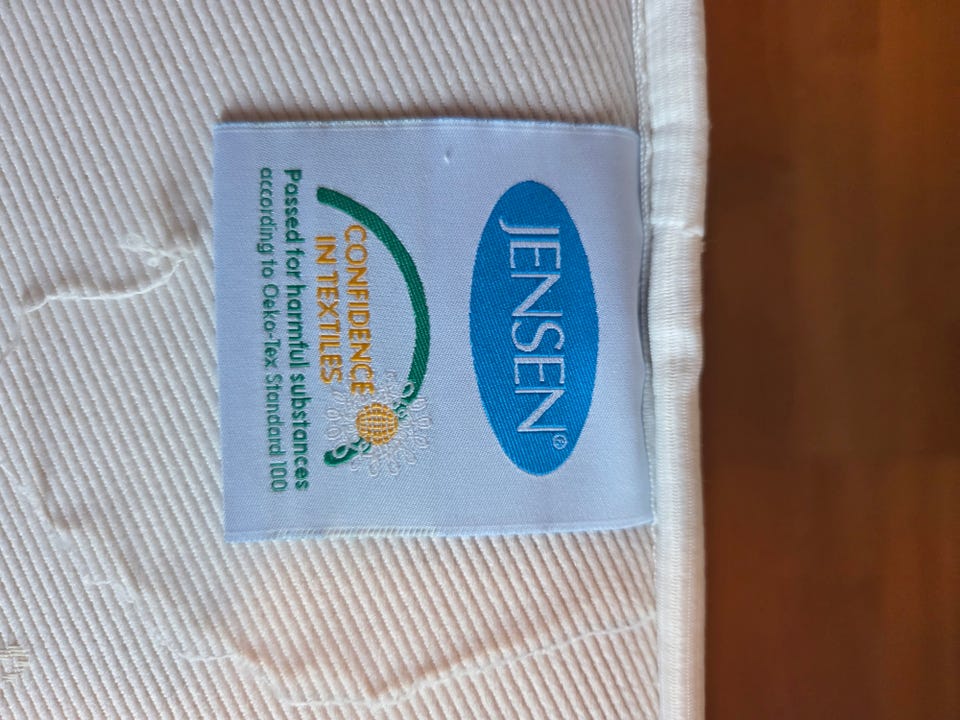 JENSEN®
CONFIDENCE
IN TEXTILES
Passed for harmful substances
according to Oeko-Tex Standard 100